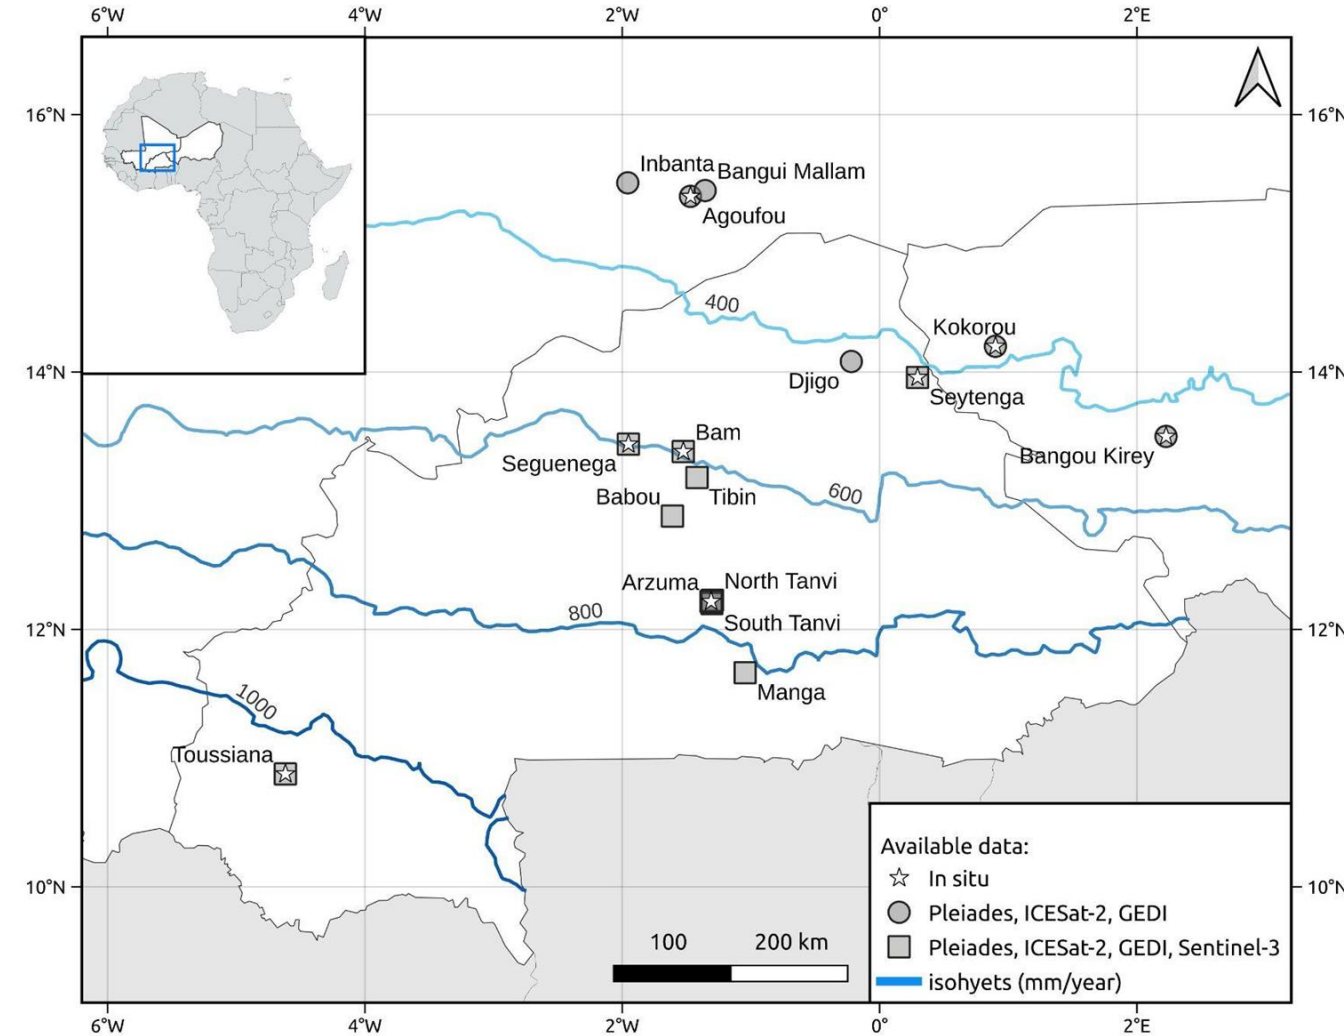 6°W 4°W 2°W 0° 2°E
16°N 16°N
Inbanta
Bangui Mallam
Agoufou
400
Kokorou
14°N 14°N
Djigo
Seytenga
Bam
Seguenega
Bangou Kirey
Babou
Tibin
600
Arzuma
North Tanvi
South Tanvi
800
12°N 12°N
Manga
1000
Toussiana
10°N 10°N
Available data:
In situ
Pleiades, ICESat-2, GEDI
Pleiades, ICESat-2, GEDI, Sentinel-3
isohyets (mm/year)
100 200 km
6°W 4°W 2°W 0° 2°E